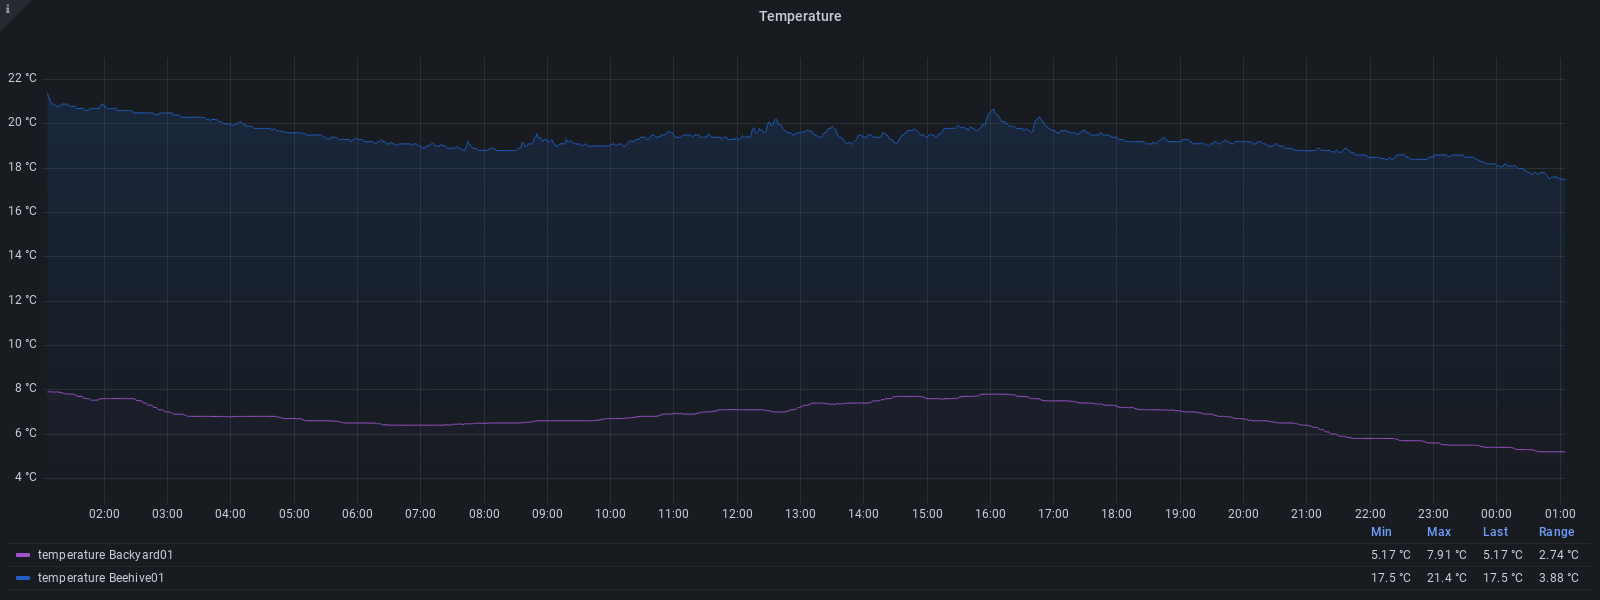 i
Temperature
22 °C
20 °C
18 °C
16 °C
14 °C
12 °C
10 °C
8 °C
6 °C
4 °C
02:00 03:00 04:00 05:00 06:00 07:00 08:00 09:00 10:00 11:00 12:00 13:00 14:00 15:00 16:00 17:00 18:00 19:00 20:00 21:00 22:00 23:00 00:00 01:00
Min Max Last Range
temperature Backyard01 5.17 °C 7.91 °C 5.17 °C 2.74 °C
temperature Beehive01 17.5 °C 21.4 °C 17.5 °C 3.88 °C